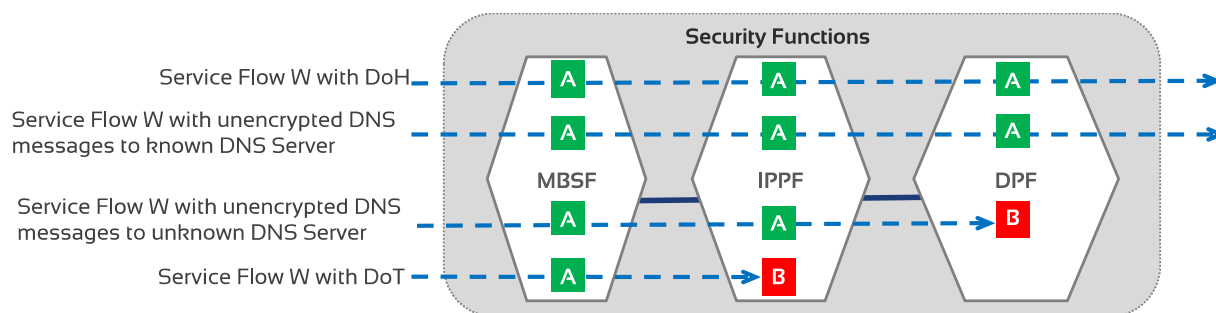 Security Functions
Service Flow W with DoH
A
A
A
Service Flow W with unencrypted DNS
messages to known DNS Server
A
A
A
MBSF
IPPF
DPF
Service Flow W with unencrypted DNS
messages to unknown DNS Server
A
A
B
Service Flow W with DoT
A
B